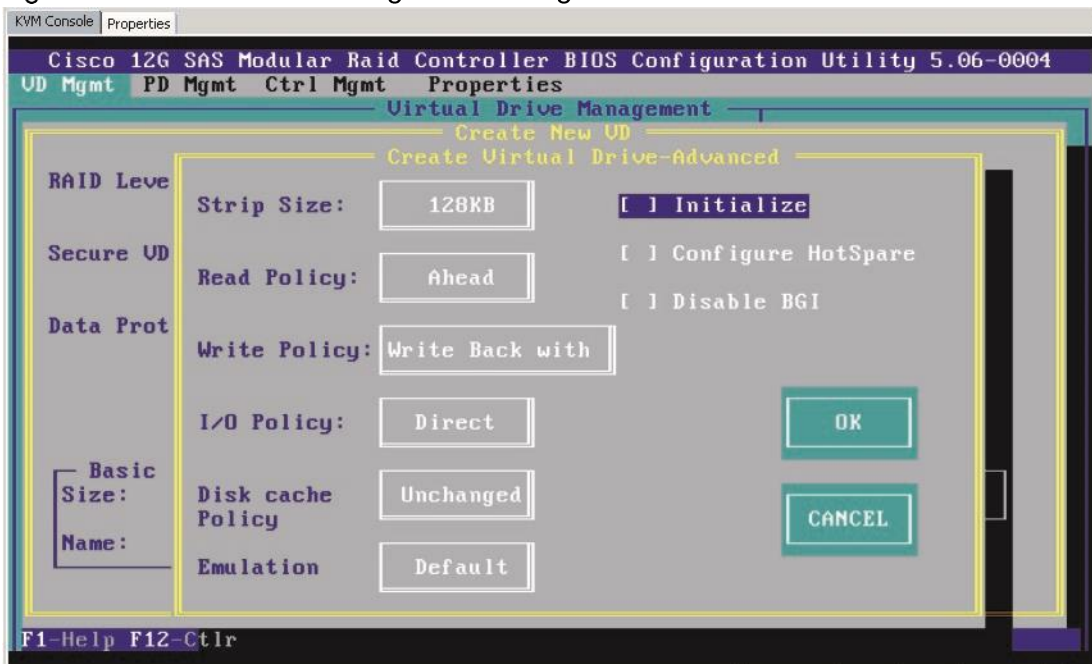 KVM Console Properties
Cisco 12G SAS Modular Raid Controller BIOS Configuration Utility 5.06-0004
VD Mgmt PD Mgmt Ctrl Mgmt Properties
Virtual Drive Management
Create New VD
Create Virtual Drive-Advanced
RAID Leve
Strip Size: 128KB [ ] Initialize
Secure VD
[ ] Configure HotSpare
Read Policy: Ahead
[ ] Disable BGI
Data Prot
Write Policy: Write Back with
I/O Policy: Direct
OK
Basic
Size:
Disk cache Unchanged
Policy
CANCEL
Name:
Emulation Default
F1-Help F12-Ctlr